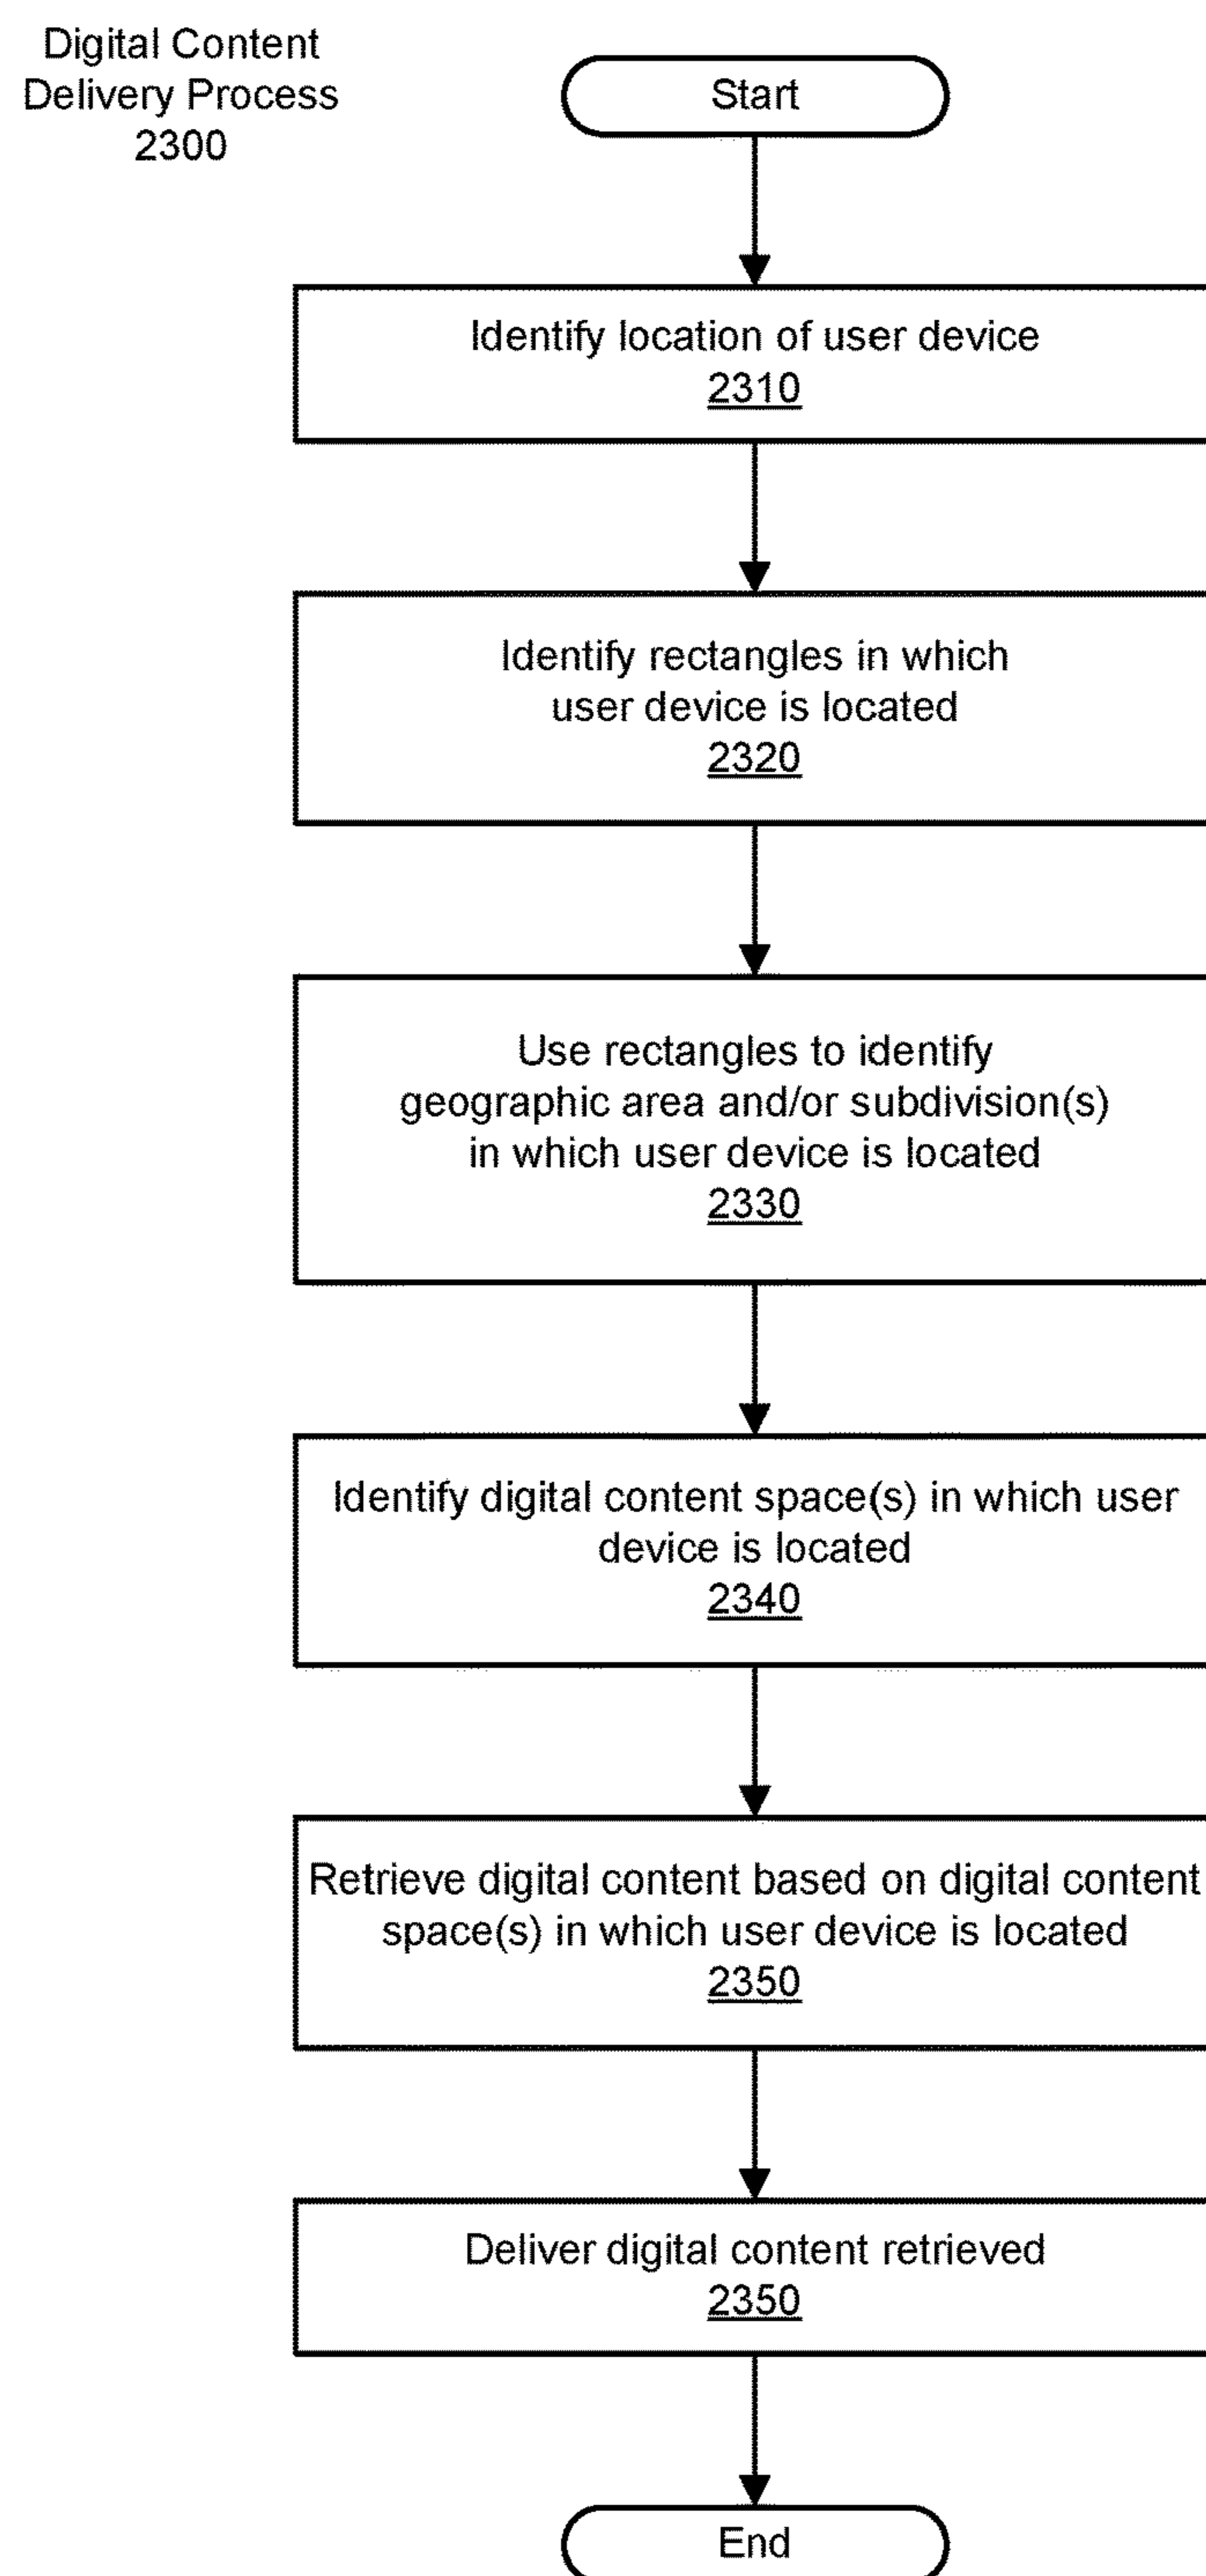 Digital Content
Delivery Process
2300
Start
Identify location of user device
2310
Identify rectangles in which
user device is located
2320
Use rectangles to identify
geographic area and/or subdivision(s)
in which user device is located
2330
Identify digital content space(s) in which user
device is located
2340
Retrieve digital content based on digital content
space(s) in which user device is located
2350
Deliver digital content retrieved
2350
End